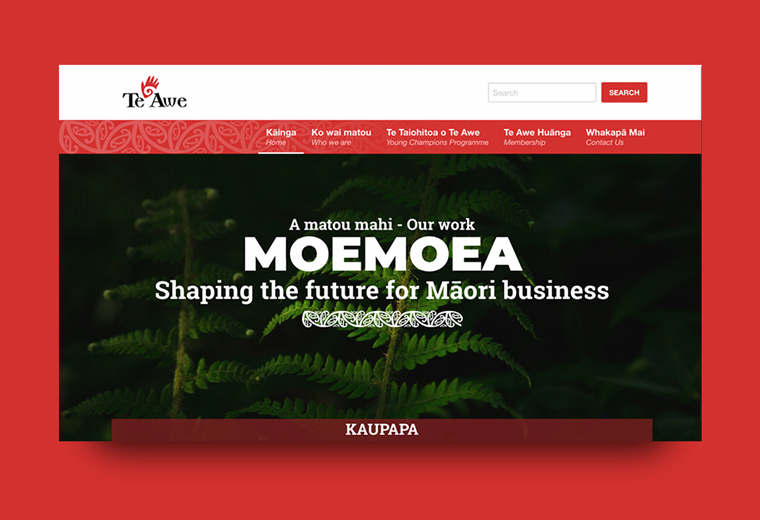 Te Awe
Search
SEARCH
Kāinga
Home
Ko wai matou
Who we are
Te Taiohitoa o Te Awe
Young Champions Programme
Te Awe Huānga
Membership
Whakapā Mai
Contact Us
A matou mahi - Our work
MOEMOEA
Shaping the future for Māori business
KAUPAPA